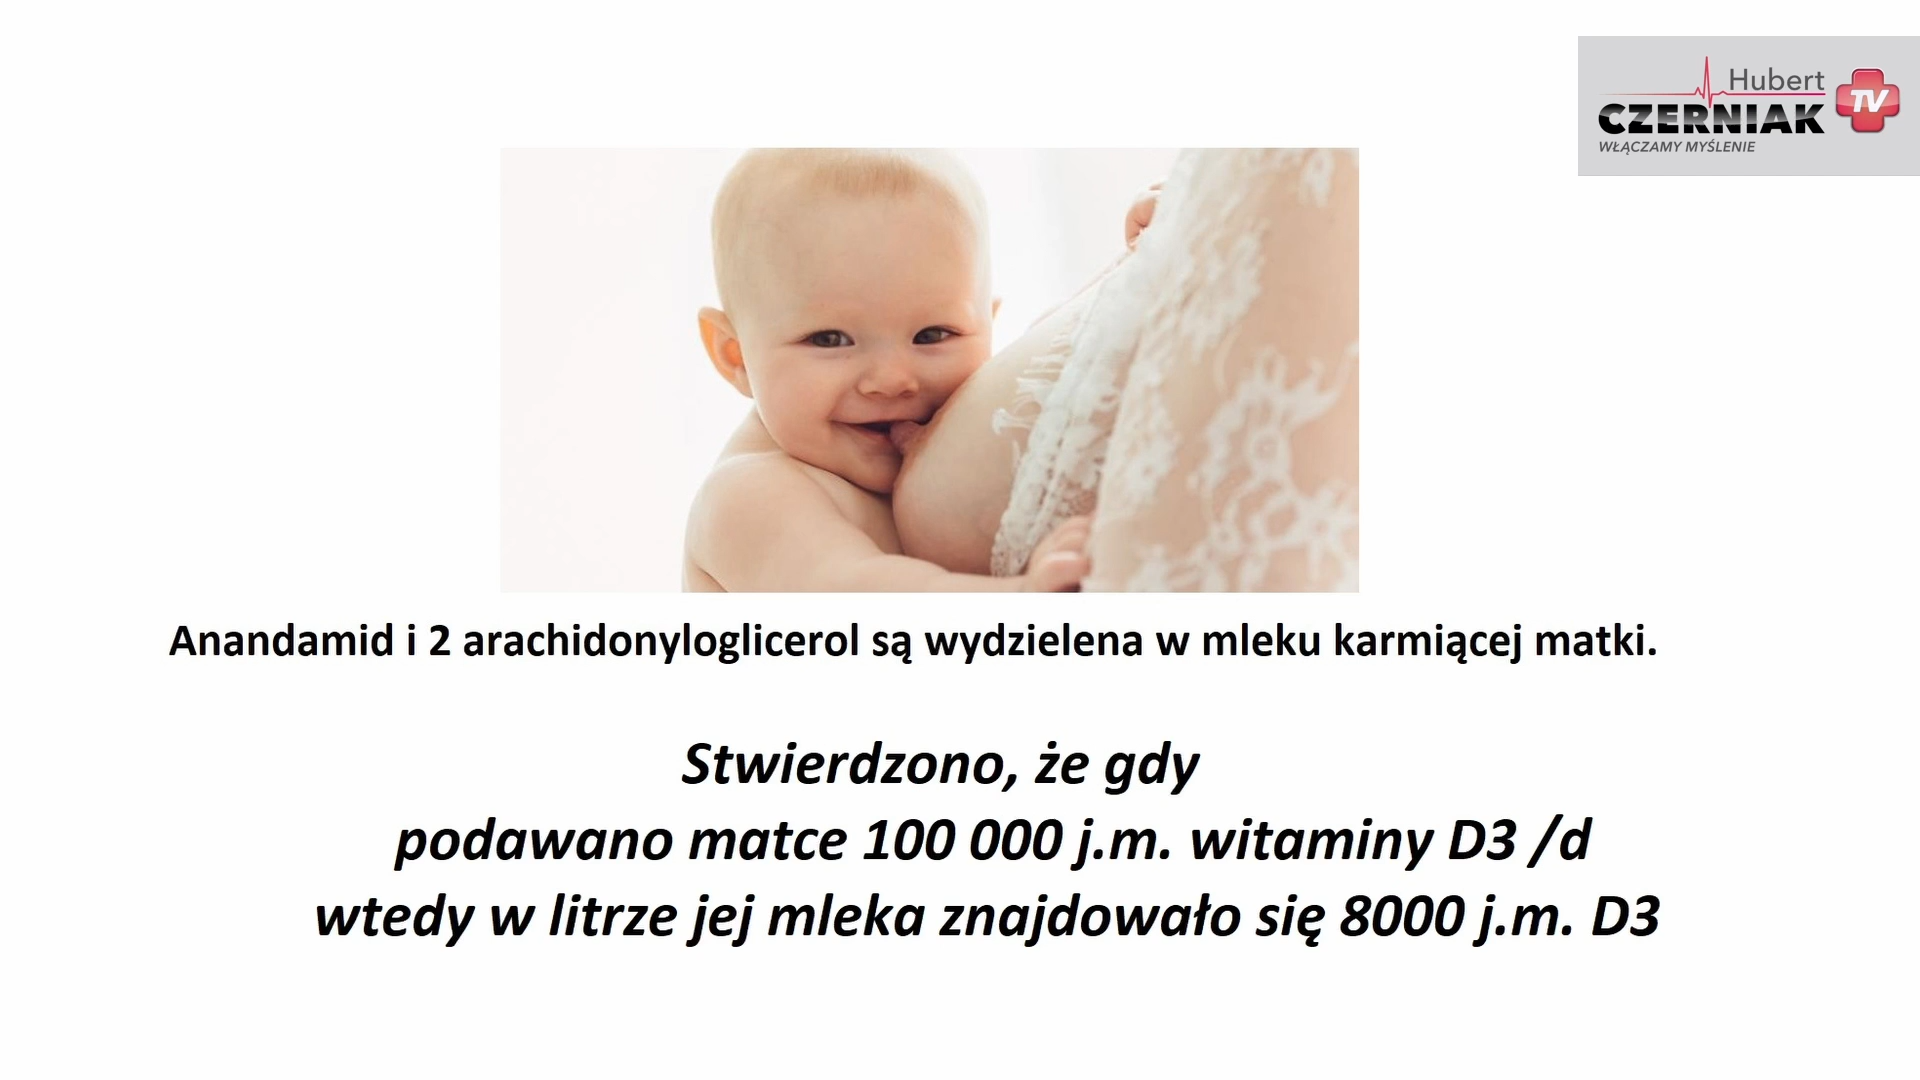 Hubert
CZERNIAK TV
WŁĄCZAMY MYŚLENIE
Anandamid i 2 arachidonyloglicerol są wydzielena w mleku karmiącej matki.
Stwierdzono, że gdy
podawano matce 100 000 j.m. witaminy D3 /d
wtedy w litrze jej mleka znajdowało się 8000 j.m. D3